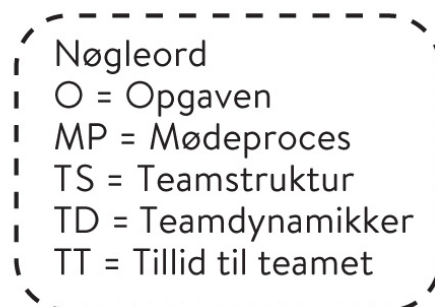 Nøgleord
O = Opgaven
MP = Mødeproces
TS = Teamstruktur
TD = Teamdynamikker
TT = Tillid til teamet